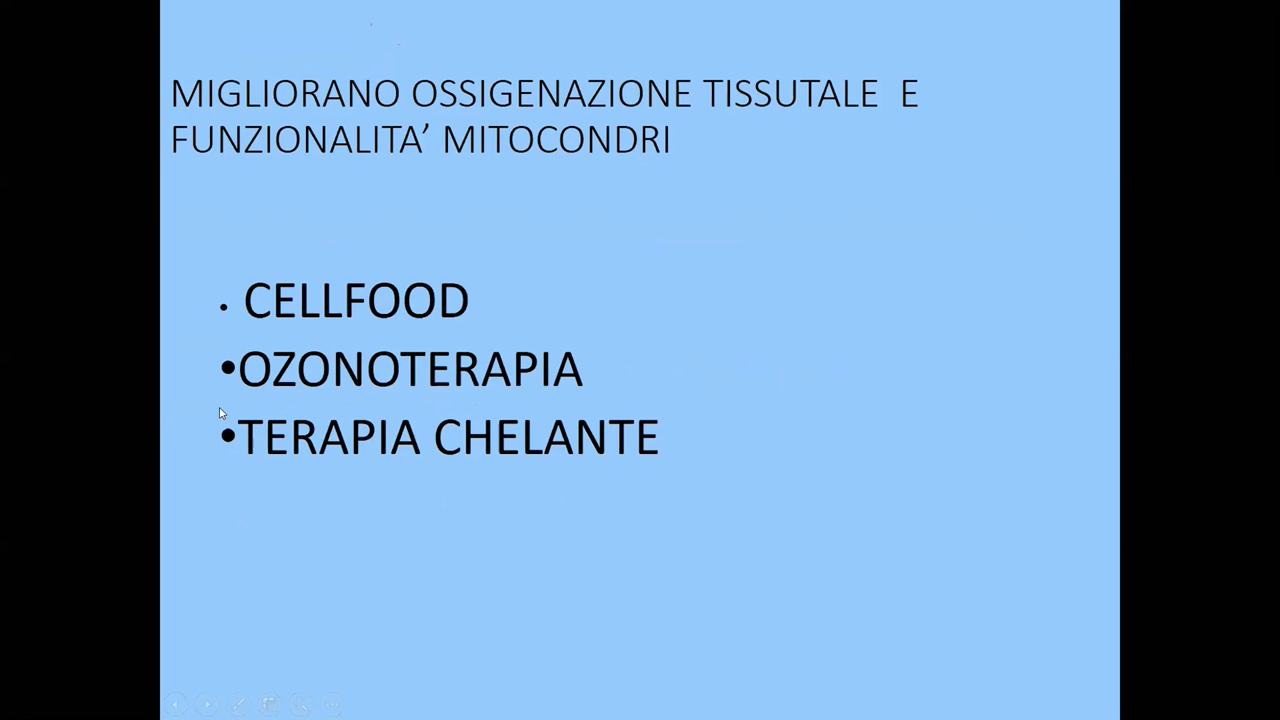 MIGLIORANO OSSIGENAZIONE TISSUTALE E
FUNZIONALITA’ MITOCONDRI
• CELLFOOD
•OZONOTERAPIA
•TERAPIA CHELANTE